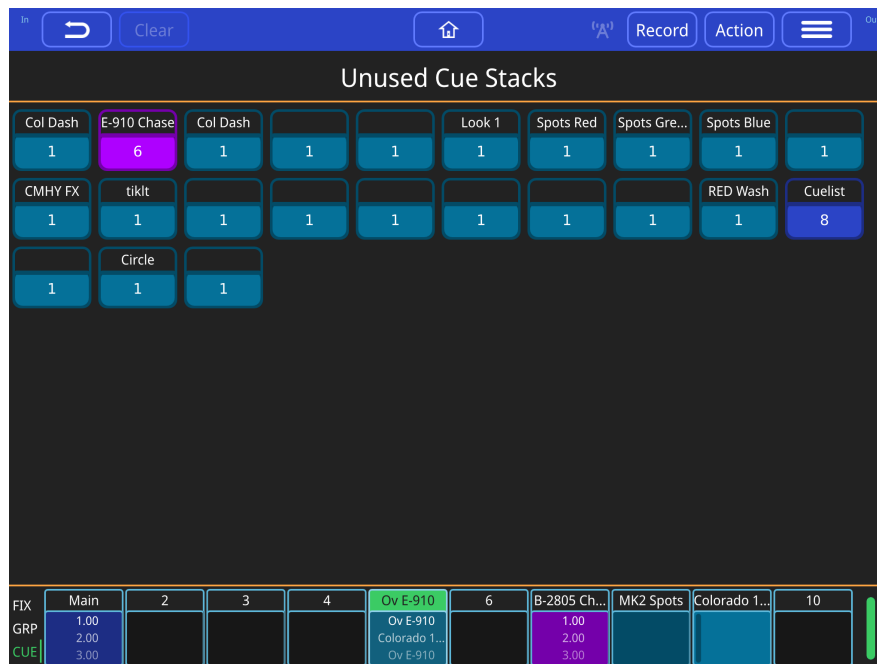 In Clear Record Action Ou
Unused Cue Stacks
Col Dash E-910 Chase Col Dash Look 1 Spots Red Spots Gre... Spots Blue
1 6 1 1 1 1 1 1 1 1
CMHY FX tiklt RED Wash Cuelist
1 1 1 1 1 1 1 1 1 8
Circle
1 1 1
FIX Main 2 3 4 Ov E-910 6 B-2805 Ch... MK2 Spots Colorado 1... 10
1.00 Ov E-910 1.00
GRP 2.00 Colorado 1... 2.00
CUE 3.00 Ov E-910 3.00